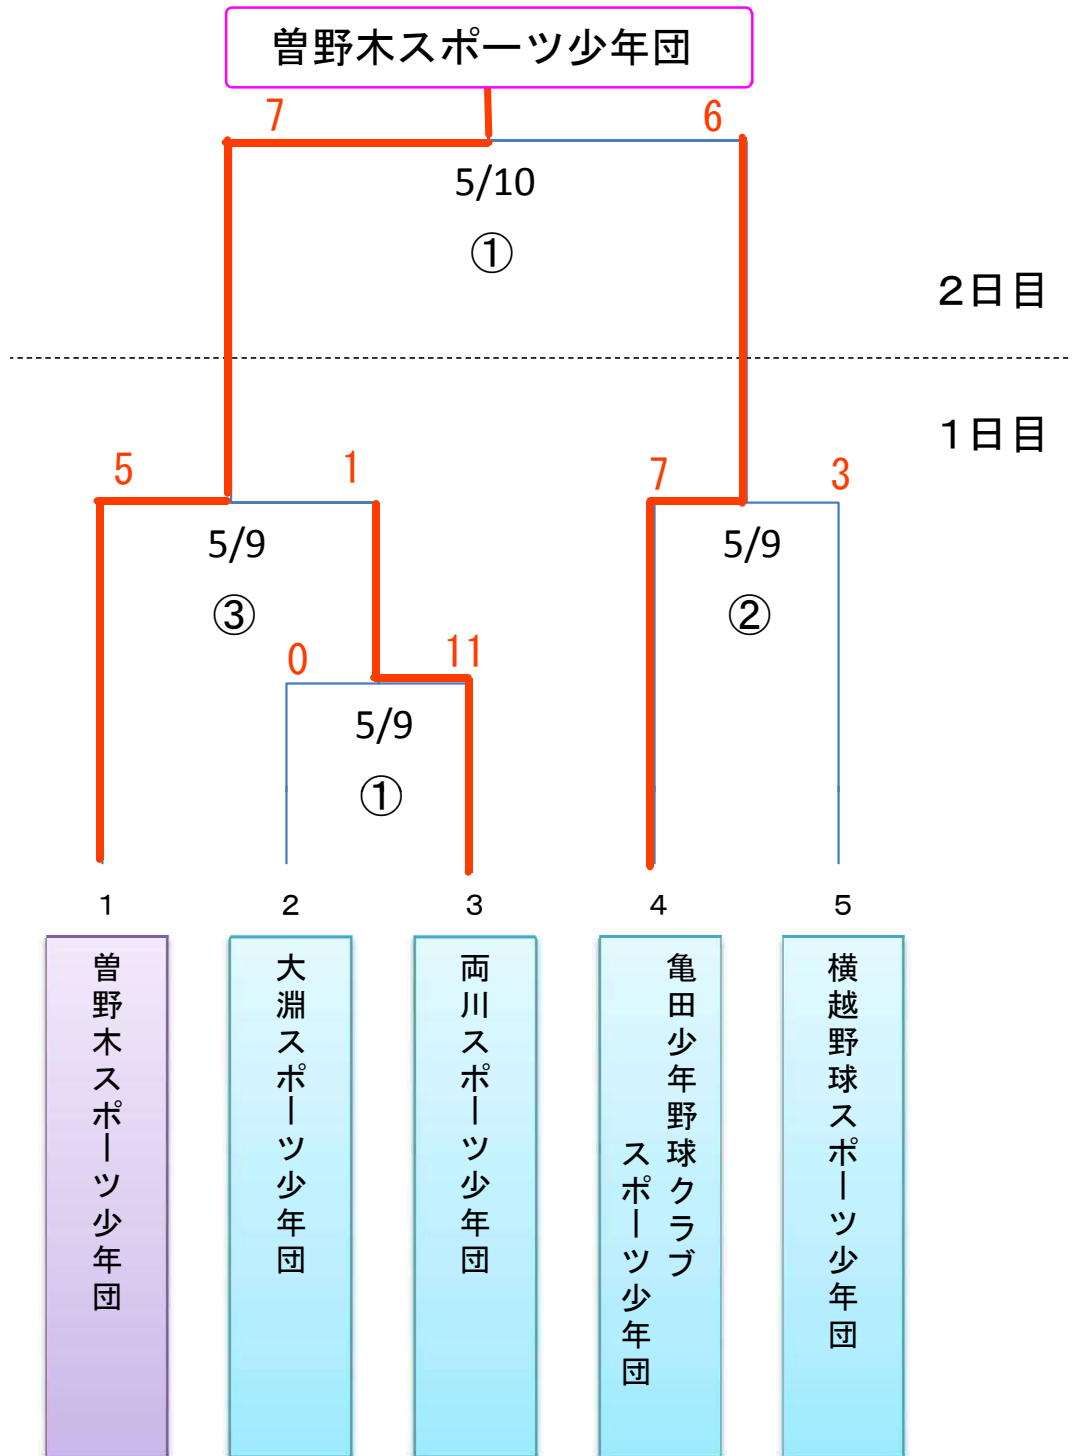 曽野木スポーツ少年団
7
6
5/10
①
２日目
１日目
5
1
7
3
5/9
5/9
③
②
0
11
5/9
①
1
2
3
4
5
曽野木スポーツ少年団
大淵スポーツ少年団
両川スポーツ少年団
亀田少年野球クラブ
スポーツ少年団
横越野球スポーツ少年団